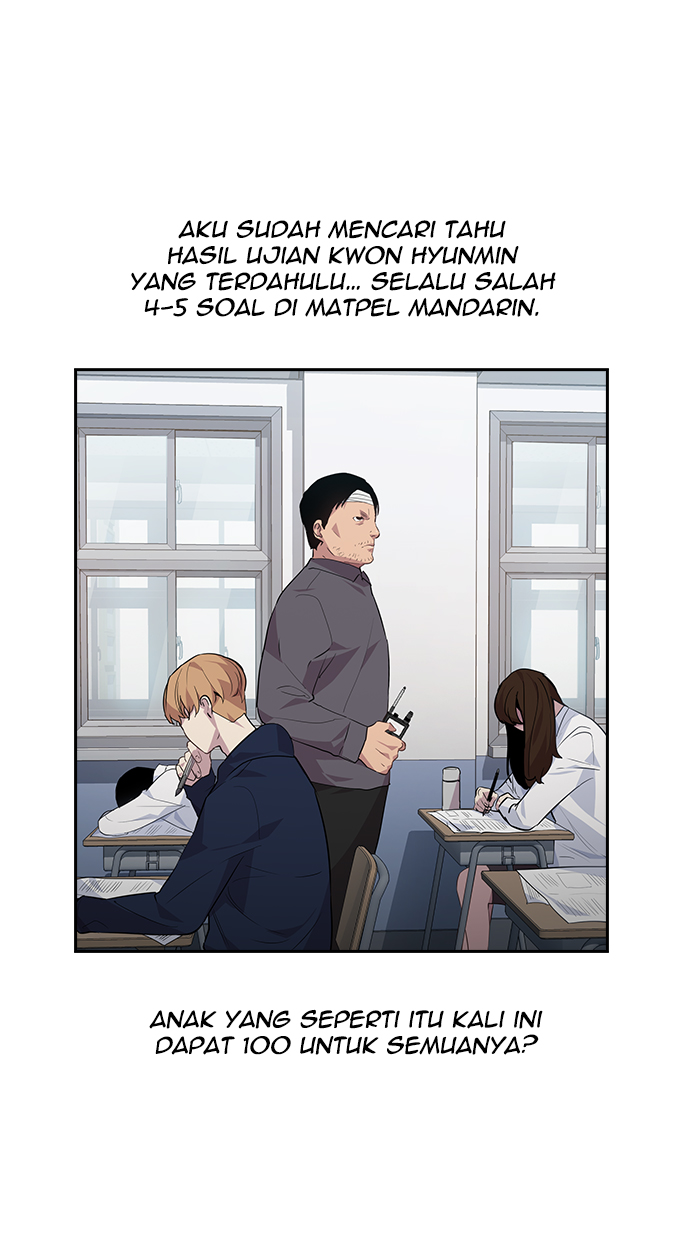 AKU SUDAH MENCARI TAHU
HASIL UJIAN KWON HYUNMIN
YANG TERDAHULU... SELALU SALAH
4-5 SOAL DI MATPEL MANDARIN.
ANAK YANG SEPERTI ITU KALI INI
DAPAT 100 UNTUK SEMUANYA?